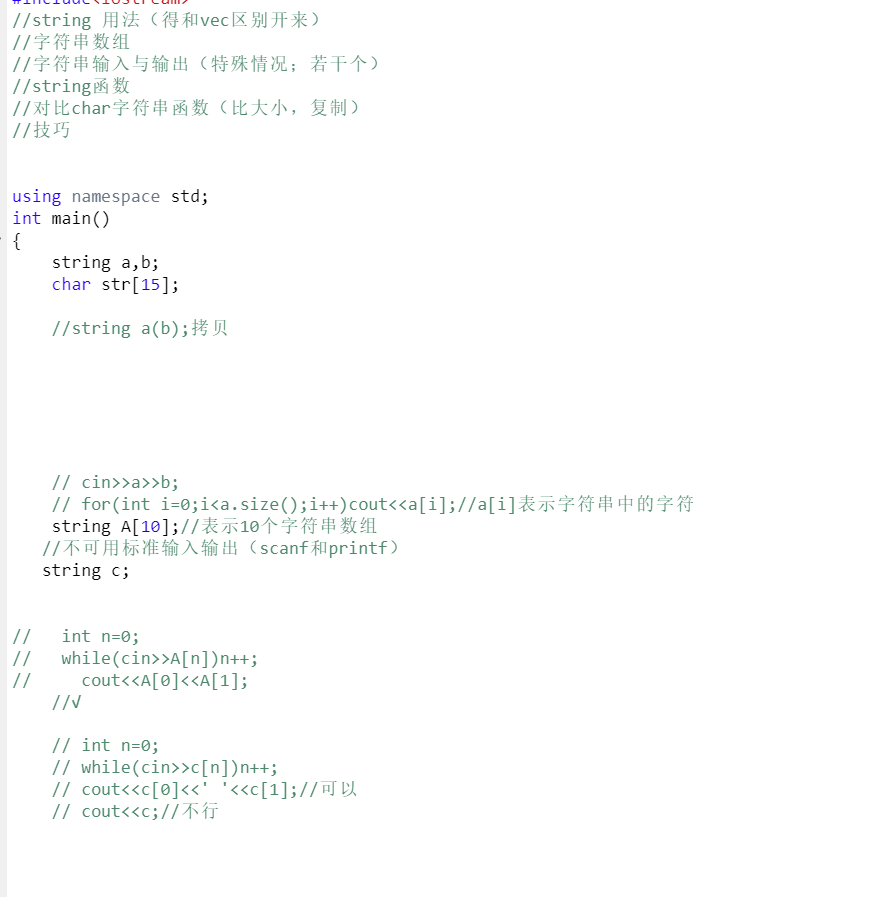 #include<iostream>
//string 用法（得和vec区别开来）
//字符串数组
//字符串输入与输出（特殊情况；若干个）
//string函数
//对比char字符串函数（比大小，复制）
//技巧
using namespace std;
int main()
{
string a,b;
char str[15];
//string a(b);拷贝
// cin>>a>>b;
// for(int i=0;i<a.size();i++)cout<<a[i];//a[i]表示字符串中的字符
string A[10];//表示10个字符串数组
//不可用标准输入输出（scanf和printf）
string c;
// int n=0;
// while(cin>>A[n])n++;
// cout<<A[0]<<A[1];
//√
// int n=0;
// while(cin>>c[n])n++;
// cout<<c[0]<<' '<<c[1];//可以
// cout<<c;//不行